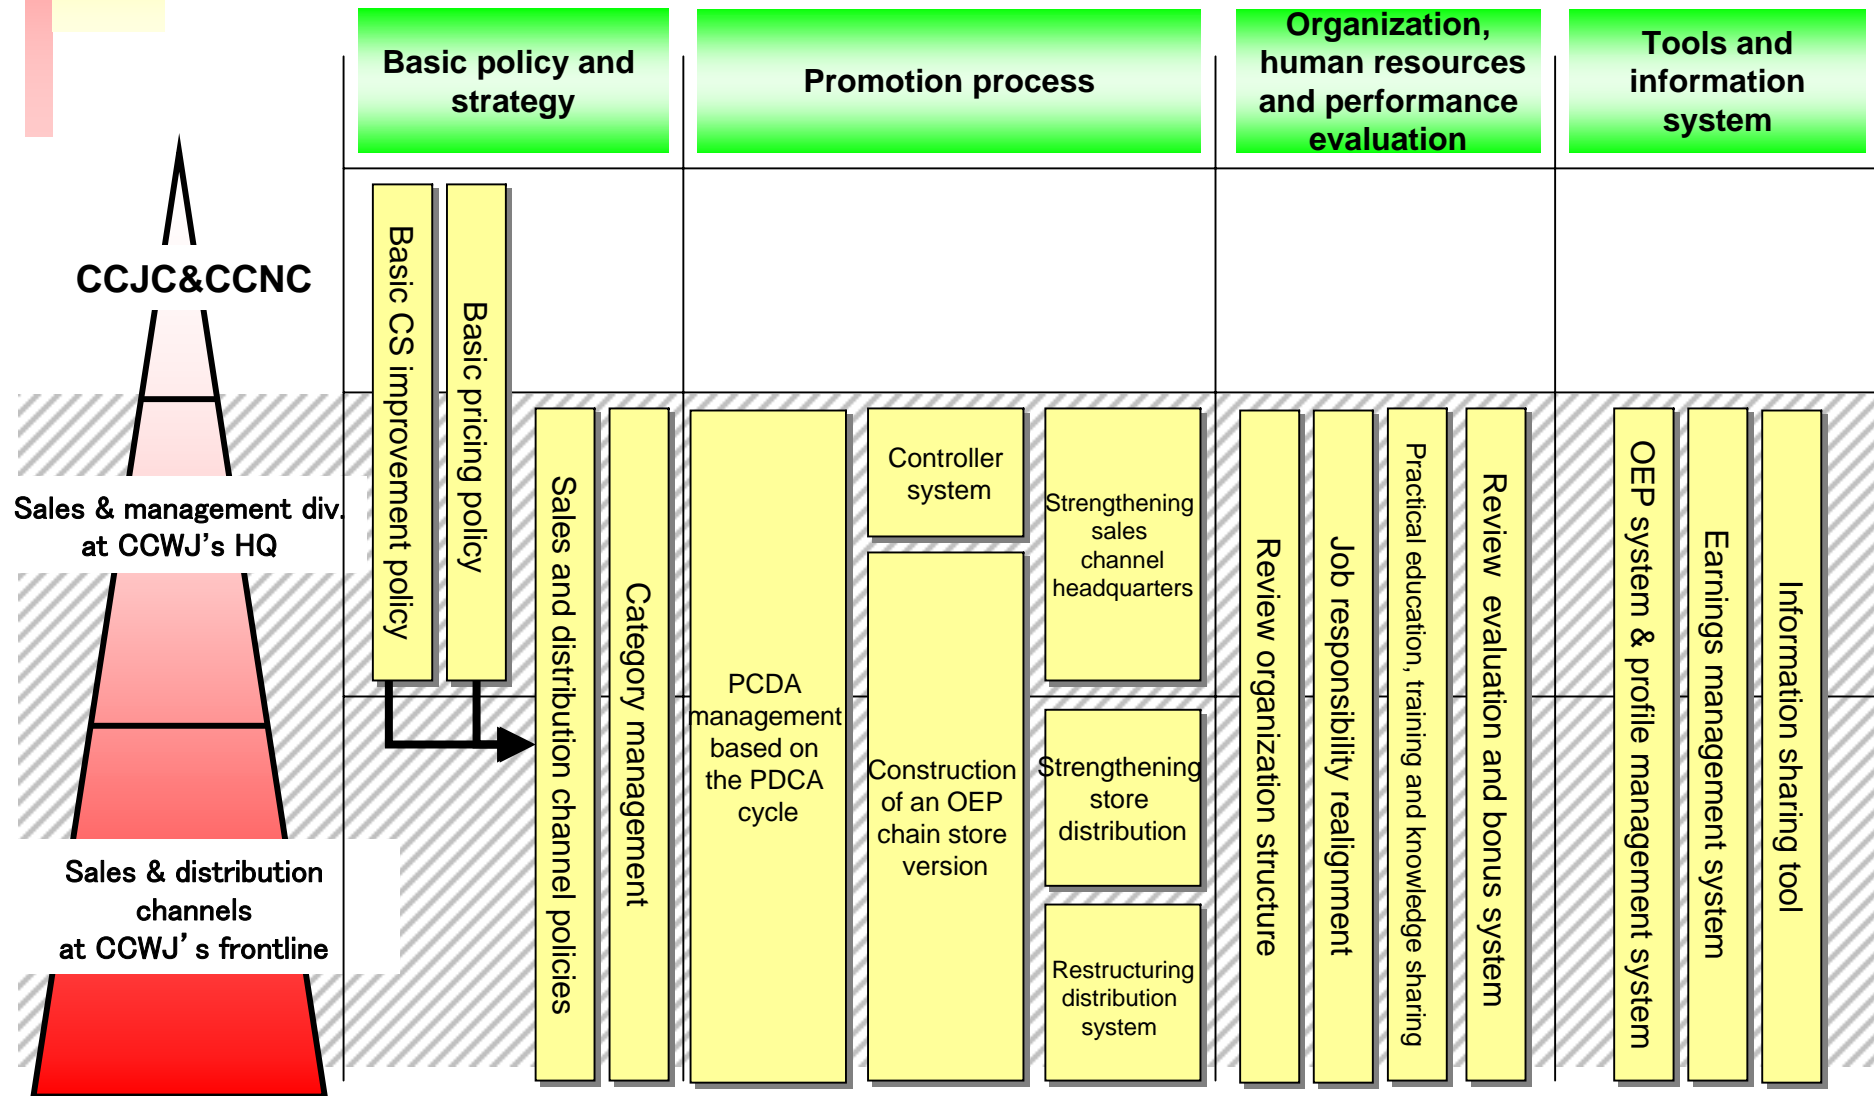 Basic policy and
strategy
Promotion process
Organization,
human resources
and performance
evaluation
Tools and
information
system
CCJC&CCNC
Sales & management div.
at CCWJ's HQ
Sales & distribution
channels
at CCWJ' s frontline
Basic CS improvement policy
Basic pricing policy
Sales and distribution channel policies
Category management
PCDA
management
based on
the PDCA
cycle
Controller
system
Construction
of an OEP
chain store
version
Strengthening
sales
channel
headquarters
Strengthening
store
distribution
Restructuring
distribution
system
Review organization structure
Job responsibility realignment
Practical education, training and knowledge sharing
Review evaluation and bonus system
OEP system & profile management system
Earnings management system
Information sharing tool